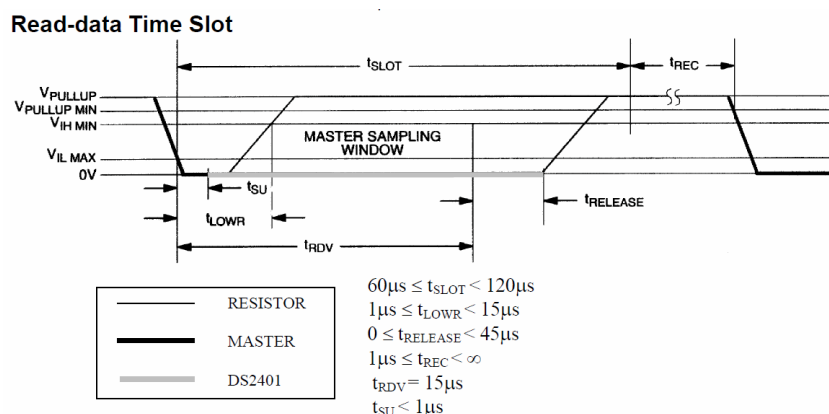 Read-data Time Slot
tSLOT
tREC
VPULLUP
VPULLUP MIN
VIH MIN
MASTER SAMPLING
WINDOW
VIL MAX
0V
tSU
tRELEASE
tLOWR
tRDV
RESISTOR
MASTER
DS2401
60μs ≤ tSLOT < 120μs
1μs ≤ tLOWR < 15μs
0 ≤ tRELEASE < 45μs
1μs ≤ tREC < ∞
tRDV = 15μs
tSU < 1μs